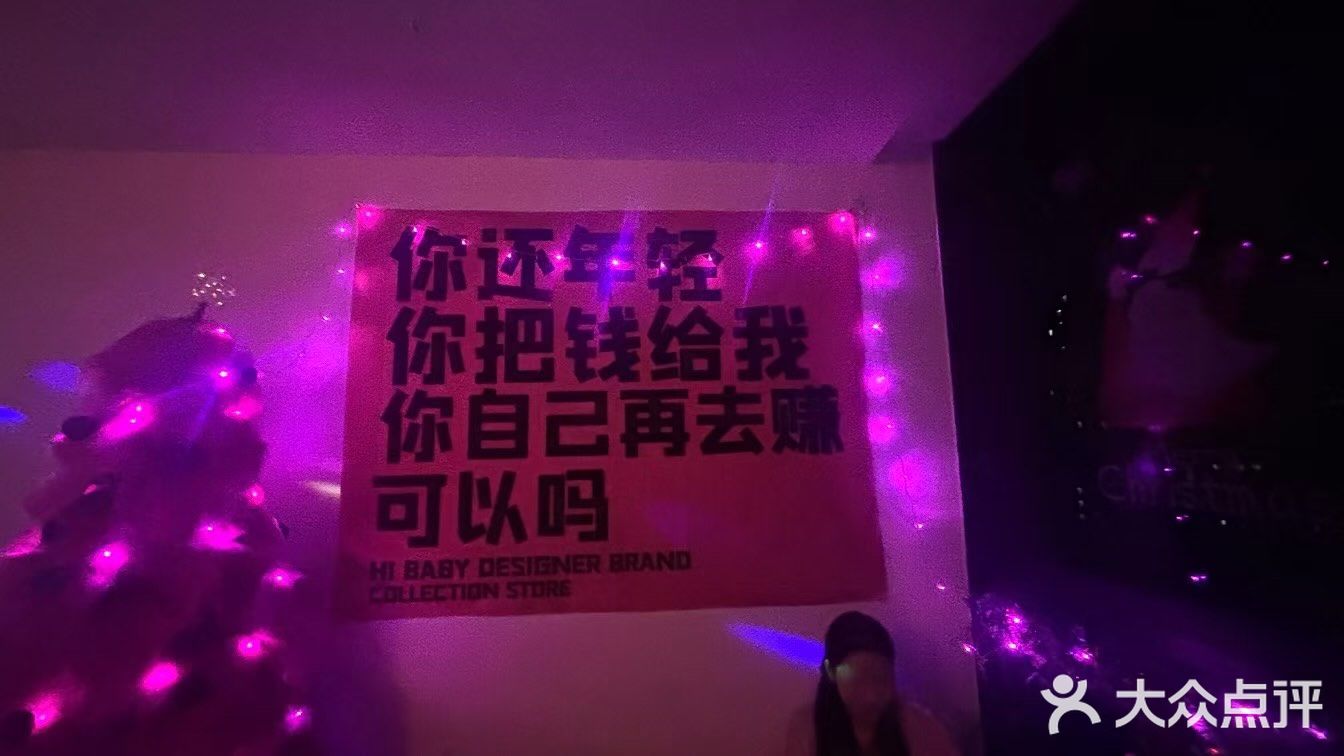 你还年轻
你把钱给我
你自己再去赚
可以吗
HI BABY DESIGNER BRAND
COLLECTION STORE
Christmas
大众点评